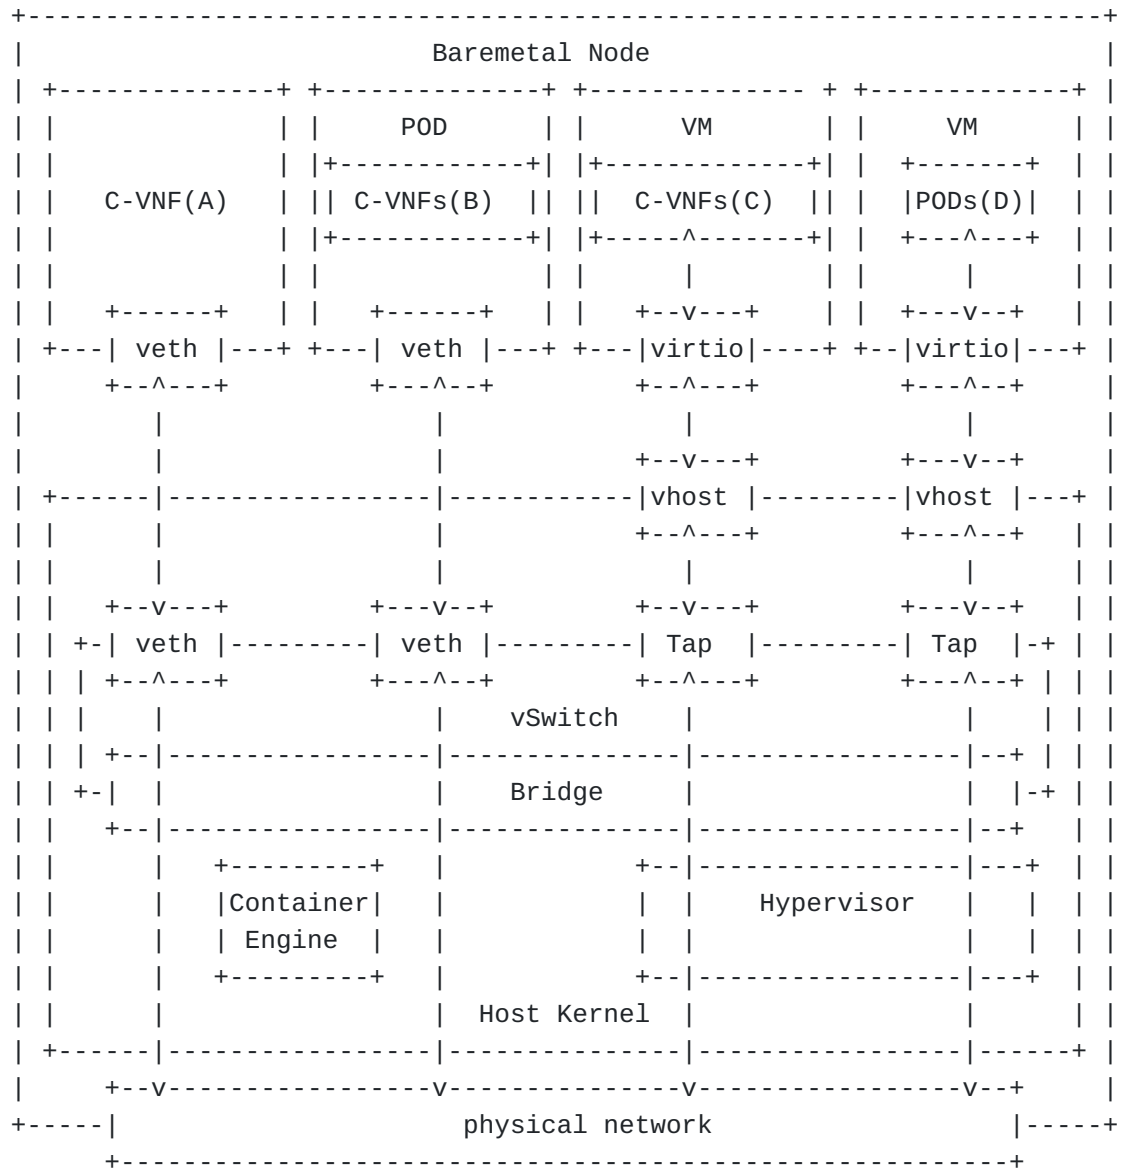 Baremetal Node
POD VM VM
C-VNF(A) C-VNFs(B) C-VNFs(C) PODs(D)
veth veth virtio virtio
vhost vhost
veth veth Tap Tap
vSwitch
Bridge
Container Hypervisor
Engine
Host Kernel
physical network